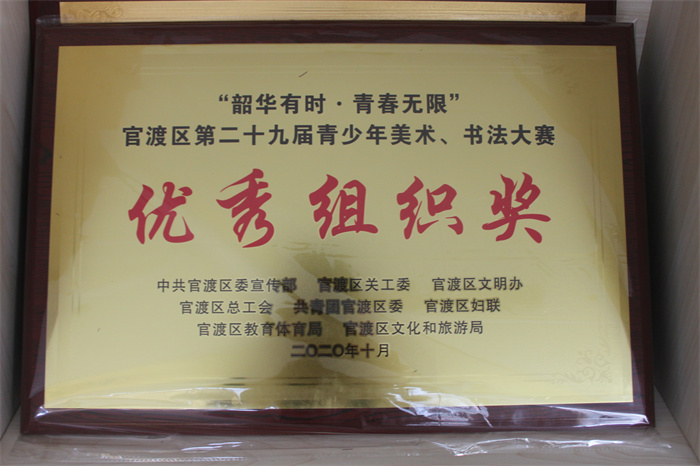 “韶华有时·青春无限”
官渡区第二十九届青少年美术、书法大赛
优秀组织奖
中共官渡区委宣传部 官渡区关工委 官渡区文明办
官渡区总工会 共青团官渡区委 官渡区妇联
官渡区教育体育局 官渡区文化和旅游局
二〇二〇年十月